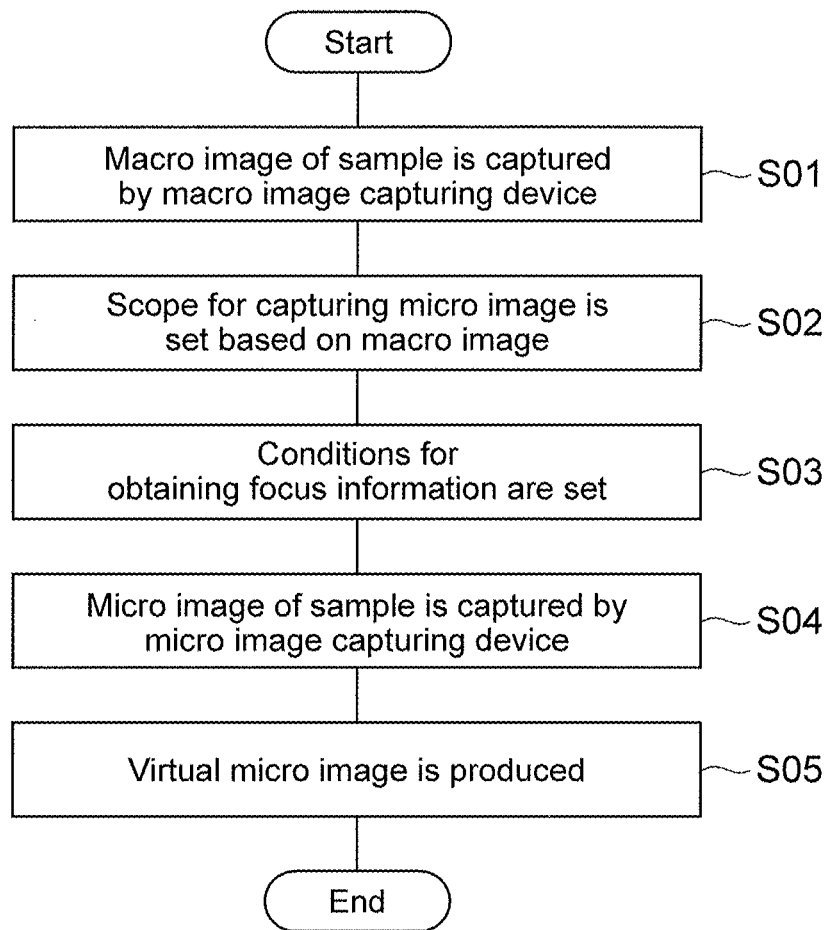 Start
Macro image of sample is captured
by macro image capturing device
S01
Scope for capturing micro image is
set based on macro image
S02
Conditions for
obtaining focus information are set
S03
Micro image of sample is captured by
micro image capturing device
S04
Virtual micro image is produced
S05
End